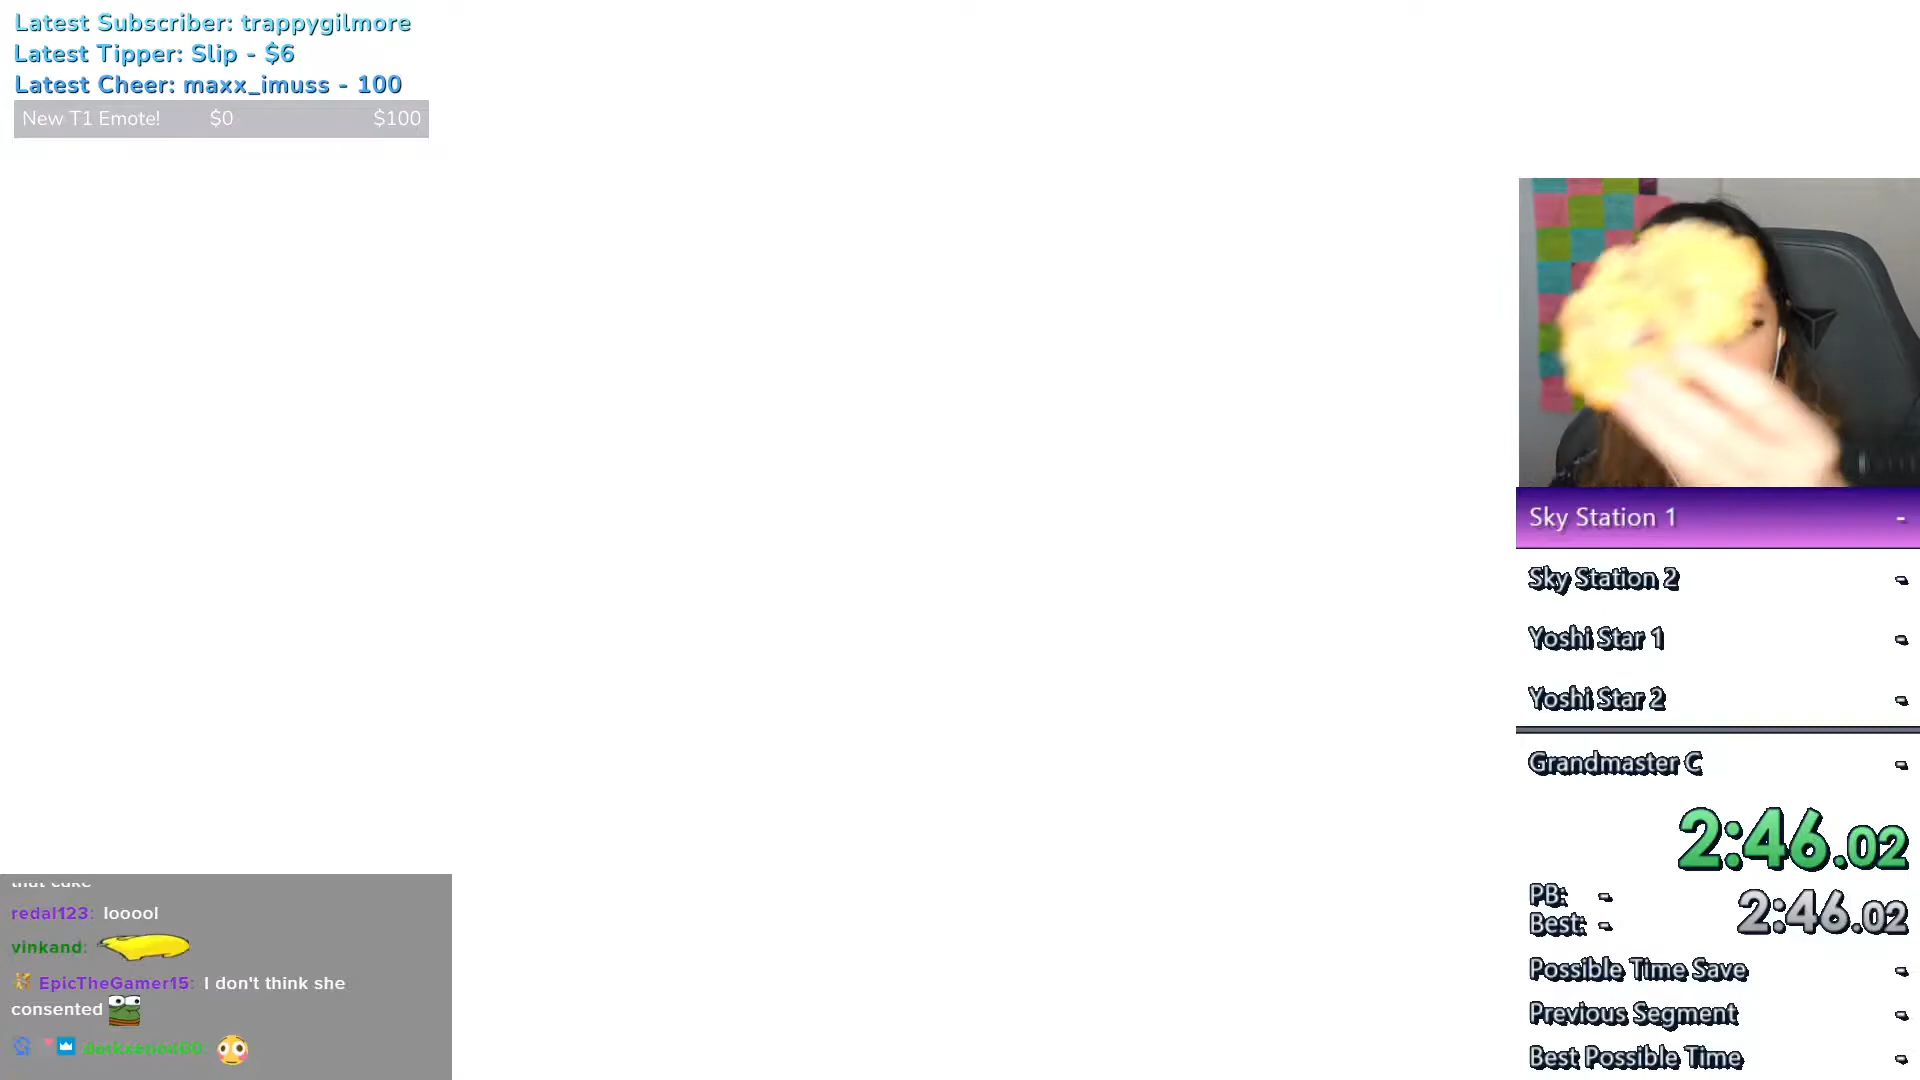 Latest Subscriber: trappygilmore
Latest Tipper: Slip - $6
Latest Cheer: maxx_imuss - 100
New T1 Emote! $0 $100
Sky Station 1 -
Sky Station 2 -
Yoshi Star 1 -
Yoshi Star 2 -
Grandmaster C -
2:46.02
PB: -
Best: -
2:46.02
Possible Time Save -
Previous Segment -
Best Possible Time -
that cake
redal123: looool
vinkand:
EpicTheGamer15: I don't think she
consented